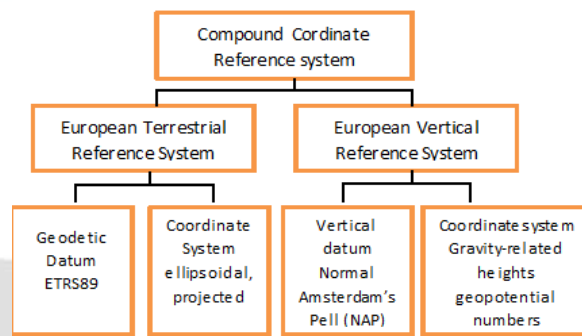 Compound Cordinate
Reference system
European Terrestrial
Reference System
European Vertical
Reference System
Geodetic
Datum
ETRS89
Coordinate
System
ellipsoidal,
projected
Vertical
datum
Normal
Amsterdam's
Pell (NAP)
Coordinate system
Gravity-related
heights
geopotential
numbers